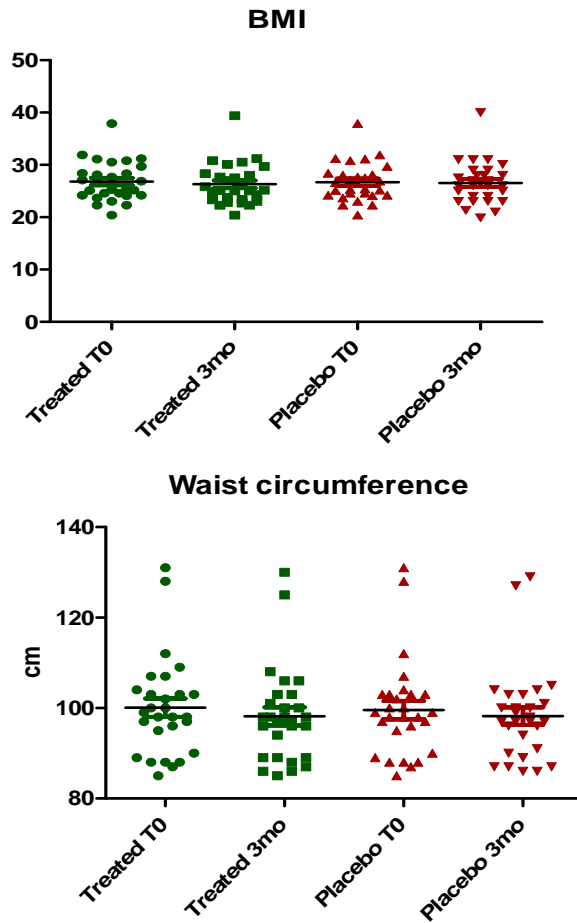 BMI
50
40
30
20
10
0
Treated T0
Treated 3mo
Placebo T0
Placebo 3mo
Waist circumference
140
120
100
80
cm
Treated T0
Treated 3mo
Placebo T0
Placebo 3mo